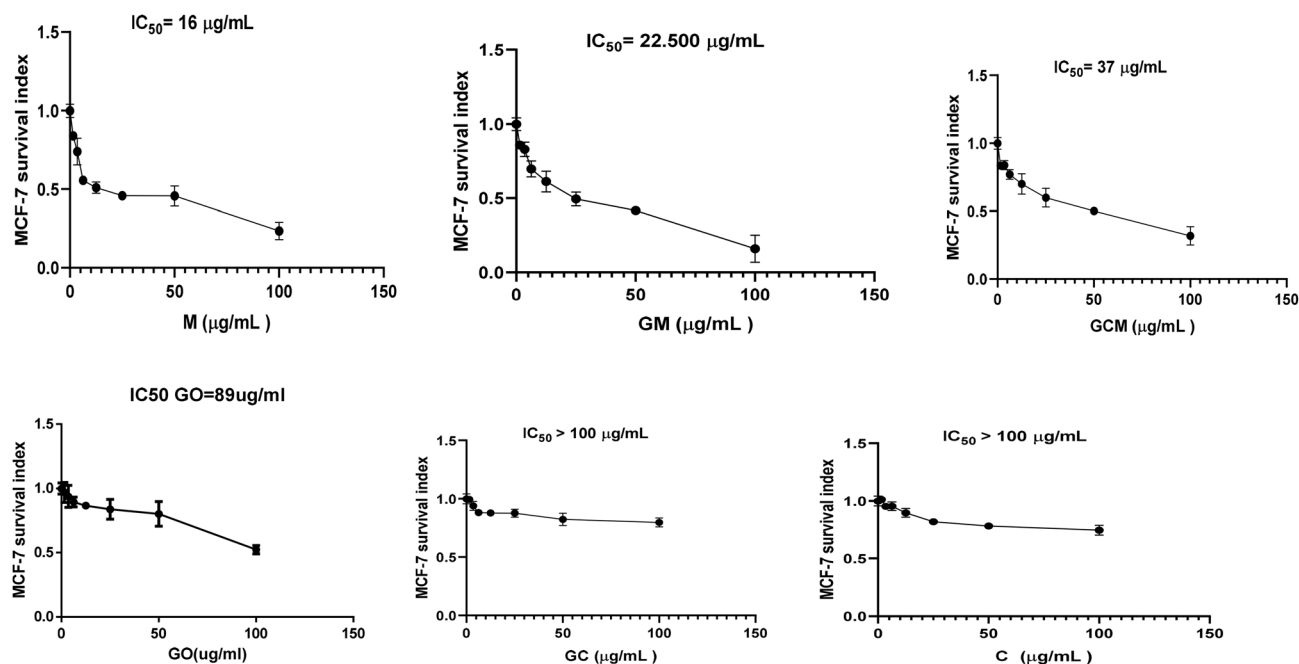 IC50= 16 μg/mL
MCF-7 survival index
1.5
1.0
0.5
0.0
0
50
100
150
M (μg/mL )
IC50= 22.500 μg/mL
MCF-7 survival index
1.5
1.0
0.5
0.0
0
50
100
150
GM (μg/mL )
IC50= 37 μg/mL
MCF-7 survival index
1.5
1.0
0.5
0.0
0
50
100
150
GCM (μg/mL )
IC50 GO=89ug/ml
MCF-7 survival index
1.5
1.0
0.5
0.0
0
50
100
150
GO(ug/ml)
IC50 > 100 μg/mL
MCF-7 survival index
1.5
1.0
0.5
0.0
0
50
100
150
GC (μg/mL )
IC50 > 100 μg/mL
MCF-7 survival index
1.5
1.0
0.5
0.0
0
50
100
150
C (μg/mL )